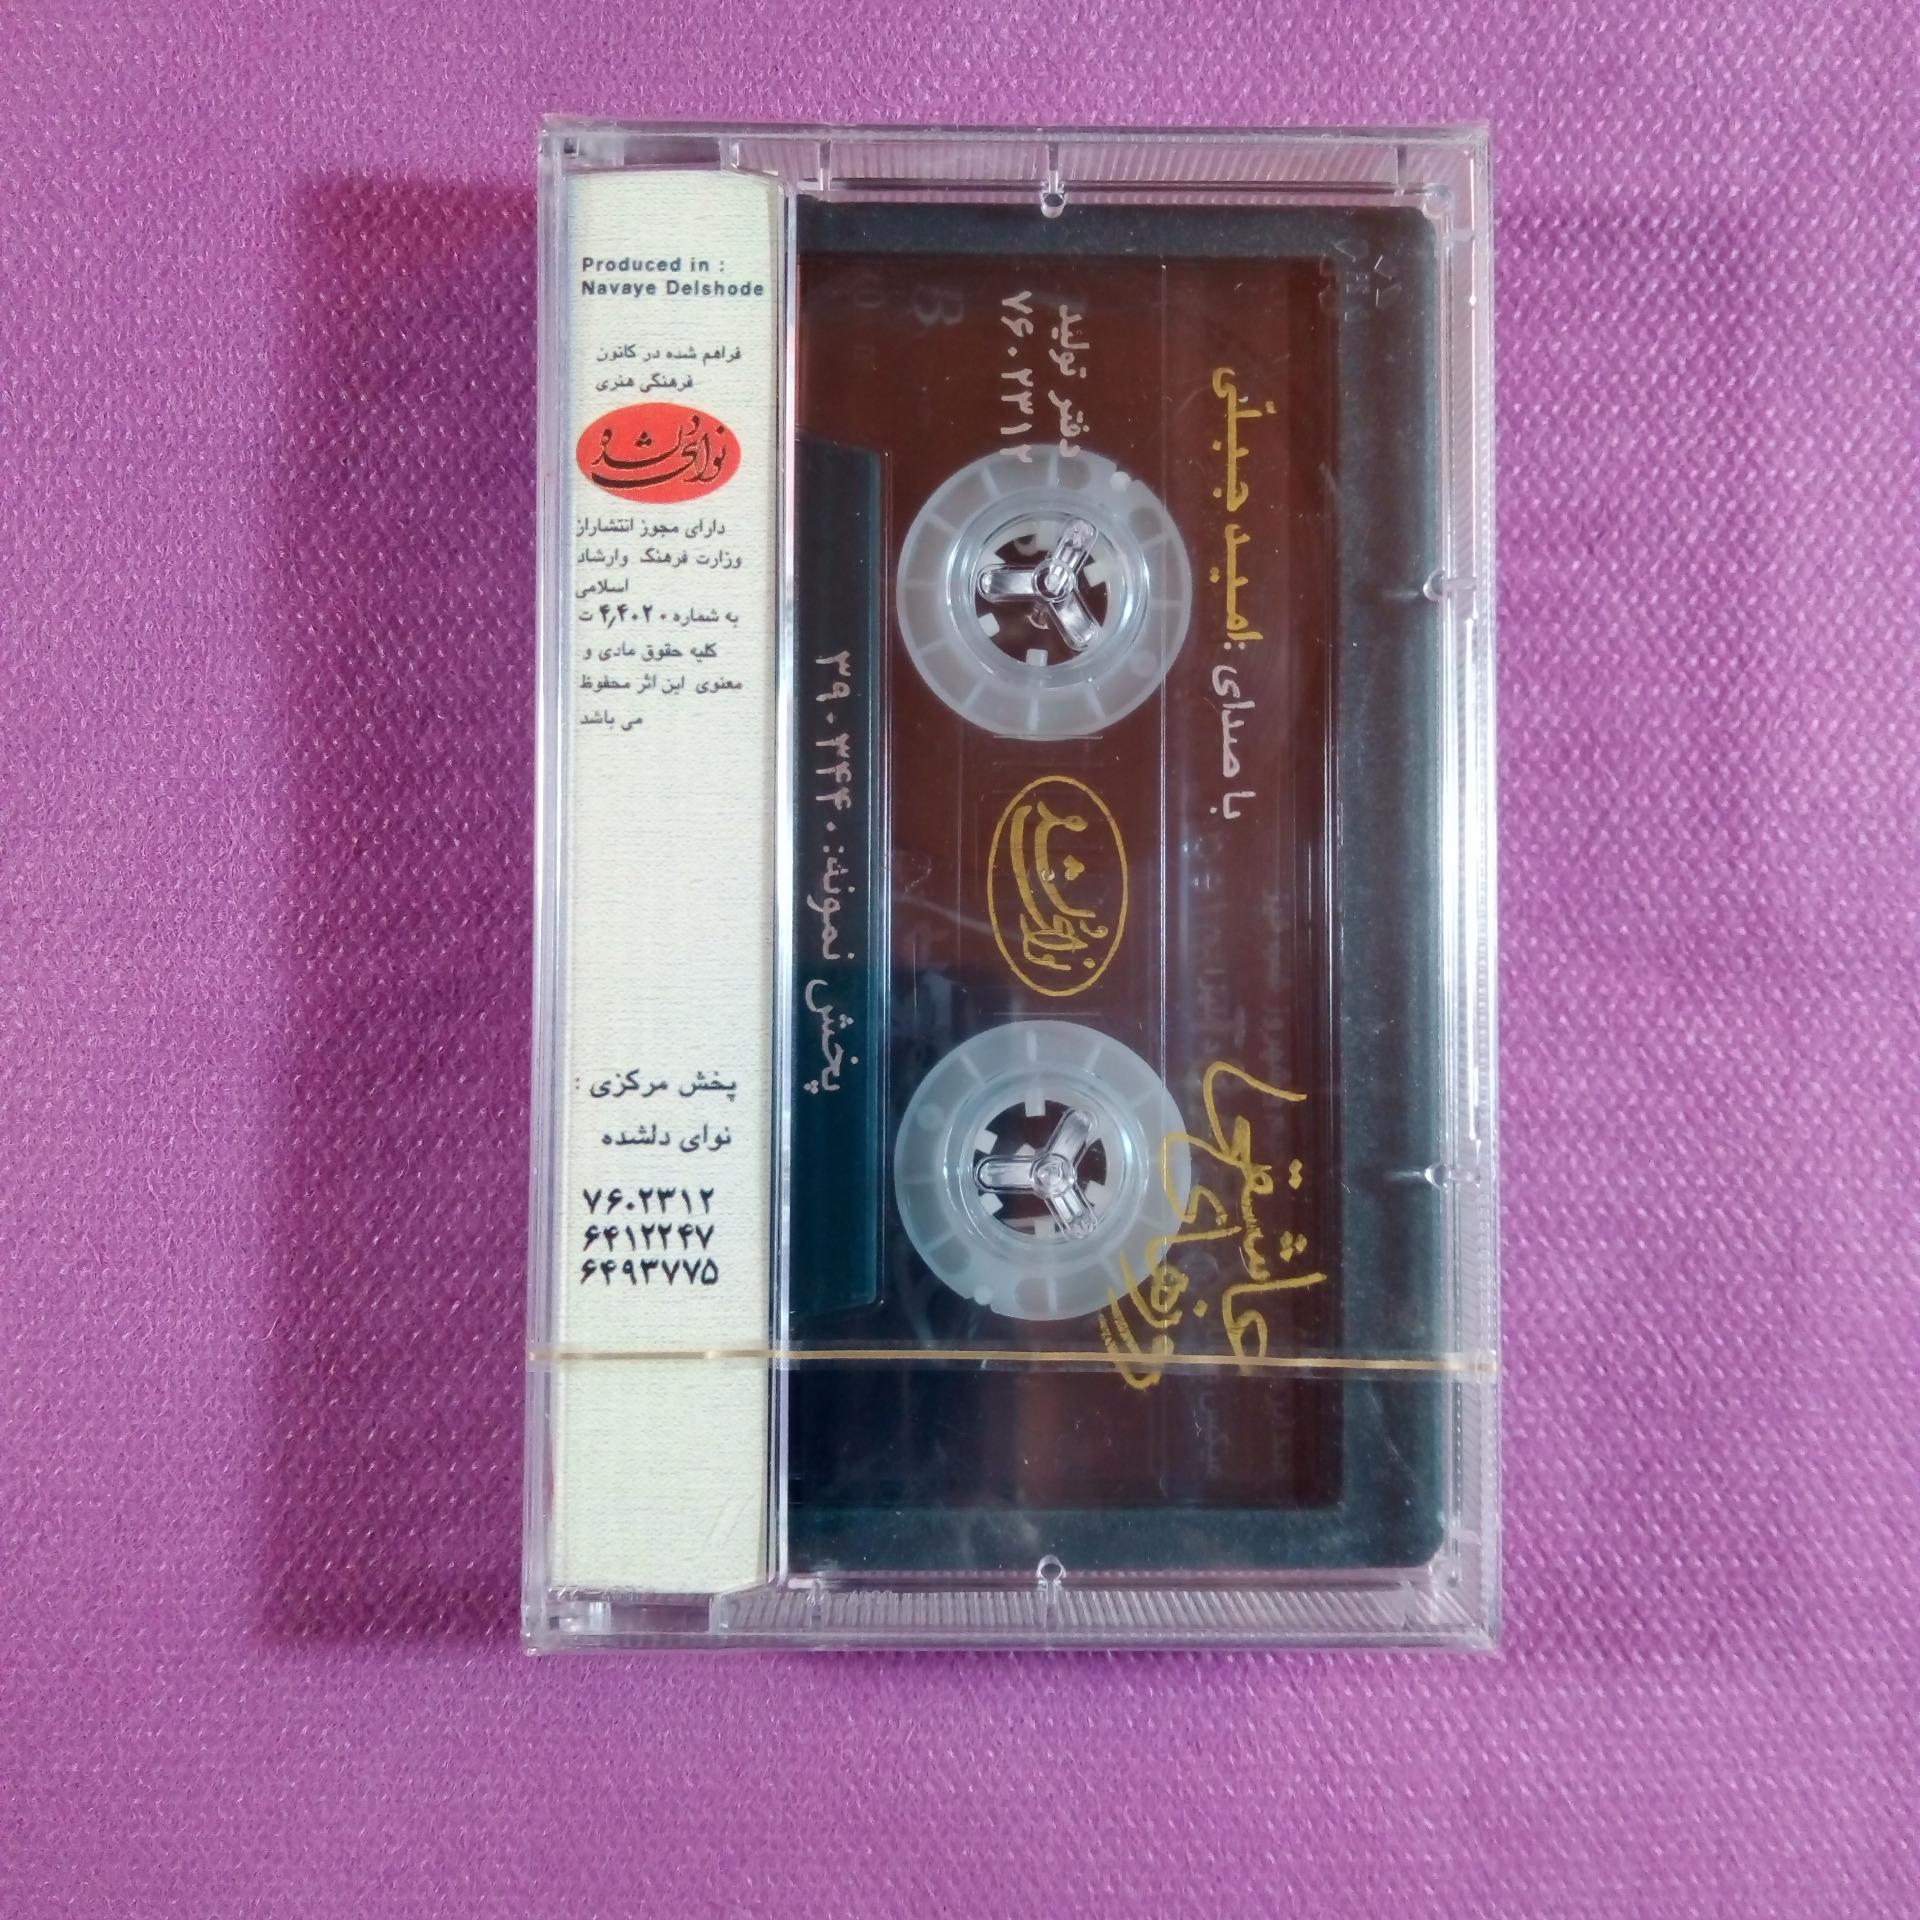 Produced in :
Navaye Delshode
فراهم شده در کانون
فرهنگی هنری
نوای دلشده
دارای مجوز انتشاراز
وزارت فرهنگ وارشاد
اسلامی
به شماره ۴٫۴۰۲۰ ت
کلیه حقوق مادی و
معنوی این اثر محفوظ
می باشد
پخش مرکزی :
نوای دلشده
۷۶۰۲۳۱۲
۶۴۱۲۲۴۷
۶۴۹۳۷۷۵
عاشقی
با صدای : امید جبلی
نوای دلشده
دفتر تولید
۷۶۰۲۳۱۲
پخش نمونه: ۳۹۰۳۴۴۰
B